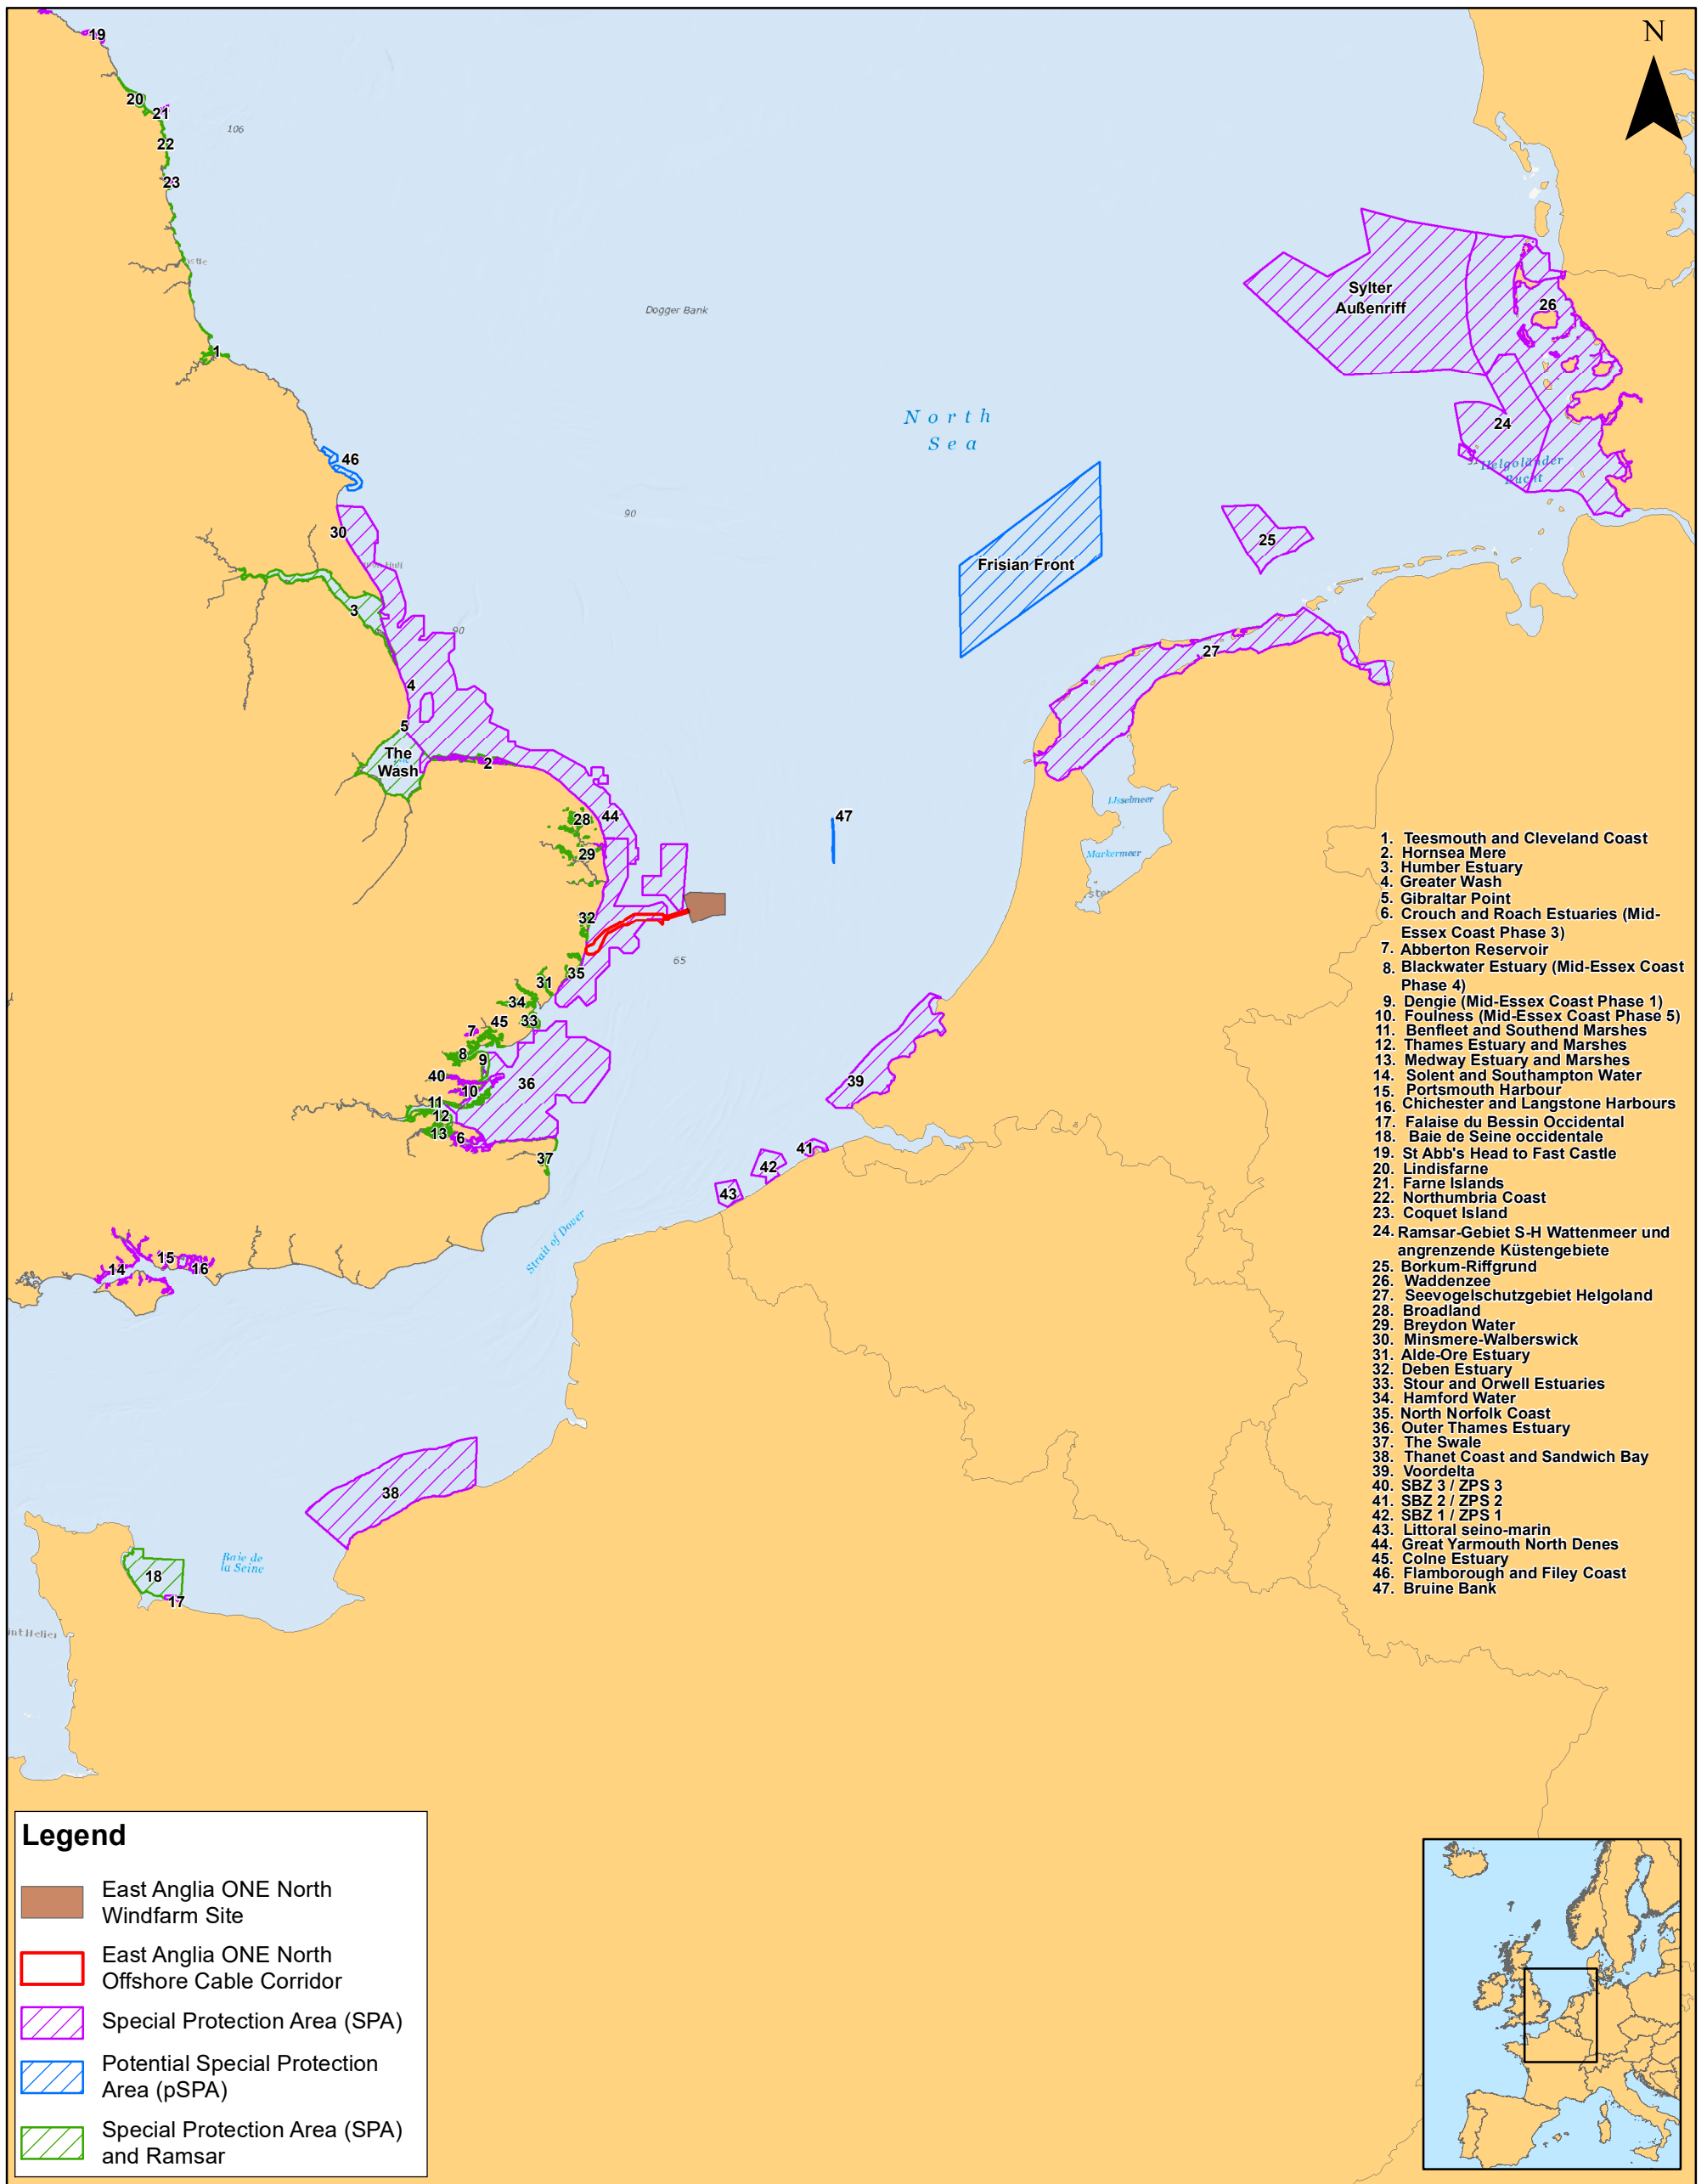 N
19
20
21
22
23
106
1
Dogger Bank
North
Sea
Sylter
Außenriff
26
24
Helgoländer
Bucht
46
30
25
Frisian Front
3
90
90
4
27
5
The
Wash
2
28
44
29
47
IJsselmeer
Markermeer
32
65
35
31
34
33
45
7
8
9
40
10
36
11
12
13
6
37
39
41
42
43
Strait of Dover
14
15
16
38
18
17
Baie de
la Seine
int Helier
1. Teesmouth and Cleveland Coast
2. Hornsea Mere
3. Humber Estuary
4. Greater Wash
5. Gibraltar Point
6. Crouch and Roach Estuaries (Mid-
Essex Coast Phase 3)
7. Abberton Reservoir
8. Blackwater Estuary (Mid-Essex Coast
Phase 4)
9. Dengie (Mid-Essex Coast Phase 1)
10. Foulness (Mid-Essex Coast Phase 5)
11. Benfleet and Southend Marshes
12. Thames Estuary and Marshes
13. Medway Estuary and Marshes
14. Solent and Southampton Water
15. Portsmouth Harbour
16. Chichester and Langstone Harbours
17. Falaise du Bessin Occidental
18. Baie de Seine occidentale
19. St Abb's Head to Fast Castle
20. Lindisfarne
21. Farne Islands
22. Northumbria Coast
23. Coquet Island
24. Ramsar-Gebiet S-H Wattenmeer und
angrenzende Küstengebiete
25. Borkum-Riffgrund
26. Waddenzee
27. Seevogelschutzgebiet Helgoland
28. Broadland
29. Breydon Water
30. Minsmere-Walberswick
31. Alde-Ore Estuary
32. Deben Estuary
33. Stour and Orwell Estuaries
34. Hamford Water
35. North Norfolk Coast
36. Outer Thames Estuary
37. The Swale
38. Thanet Coast and Sandwich Bay
39. Voordelta
40. SBZ 3 / ZPS 3
41. SBZ 2 / ZPS 2
42. SBZ 1 / ZPS 1
43. Littoral seino-marin
44. Great Yarmouth North Denes
45. Colne Estuary
46. Flamborough and Filey Coast
47. Bruine Bank
Legend
East Anglia ONE North
Windfarm Site
East Anglia ONE North
Offshore Cable Corridor
Special Protection Area (SPA)
Potential Special Protection
Area (pSPA)
Special Protection Area (SPA)
and Ramsar